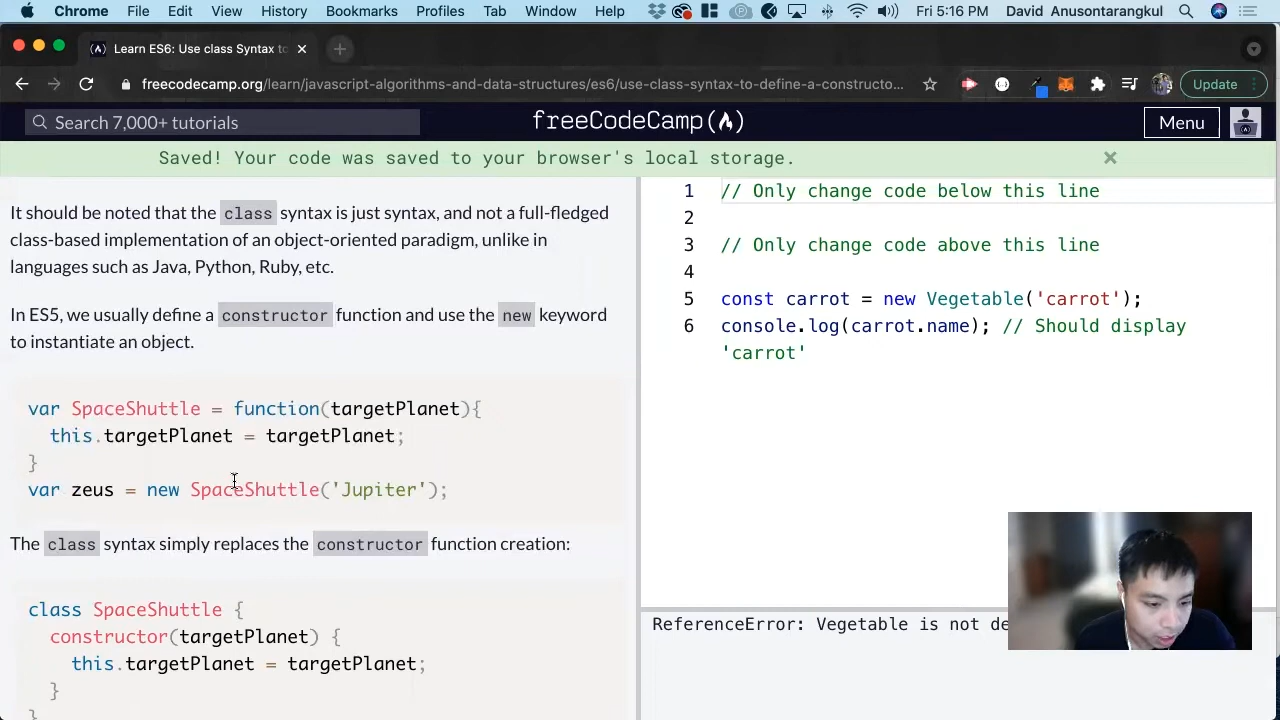 Chrome File Edit View History Bookmarks Profiles Tab Window Help Fri 5:16 PM David Anusontarangkul
Learn ES6: Use class Syntax to
freecodecamp.org/learn/javascript-algorithms-and-data-structures/es6/use-class-syntax-to-define-a-constructo... Update
Search 7,000+ tutorials freeCodeCamp Menu
Saved! Your code was saved to your browser's local storage. ×
It should be noted that the class syntax is just syntax, and not a full-fledged
class-based implementation of an object-oriented paradigm, unlike in
languages such as Java, Python, Ruby, etc.
In ES5, we usually define a constructor function and use the new keyword
to instantiate an object.
var SpaceShuttle = function(targetPlanet){
this.targetPlanet = targetPlanet;
}
var zeus = new SpaceShuttle('Jupiter');
The class syntax simply replaces the constructor function creation:
class SpaceShuttle {
constructor(targetPlanet) {
this.targetPlanet = targetPlanet;
}
}
1 // Only change code below this line
2
3 // Only change code above this line
4
5 const carrot = new Vegetable('carrot');
6 console.log(carrot.name); // Should display
'carrot'
ReferenceError: Vegetable is not de